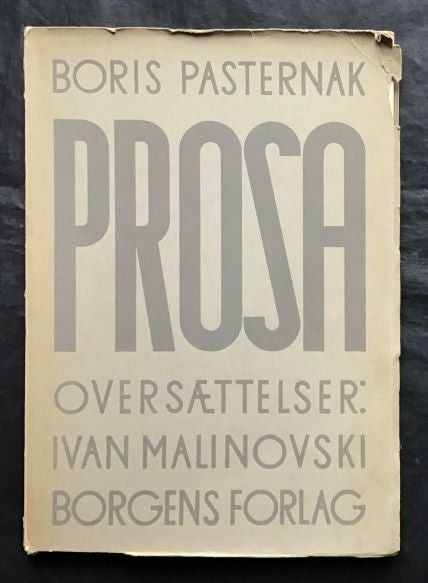 BORIS PASTERNAK
PROSA
OVERSÆTTELSER:
IVAN MALINOVSKI
BORGENS FORLAG